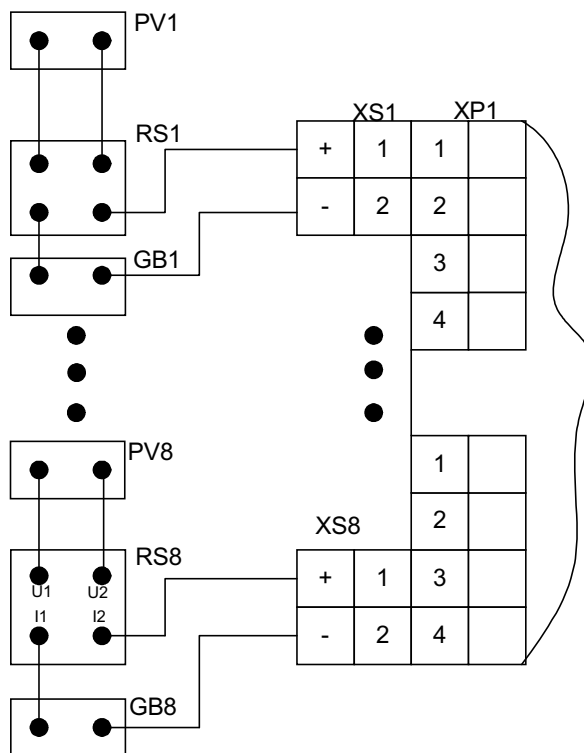 PV1
RS1
XS1 XP1
+ 1 1
- 2 2
GB1
3
4
PV8
1
2
XS8
RS8
+ 1 3
U1 U2
I1 I2
- 2 4
GB8